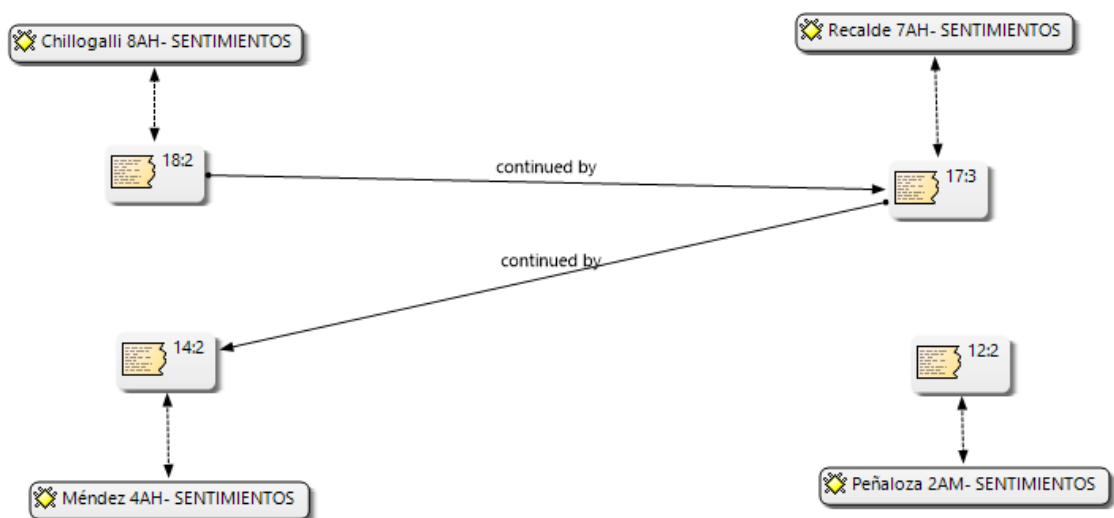 Chillogalli 8AH- SENTIMIENTOS
Recalde 7AH- SENTIMIENTOS
18:2
continued by
17:3
continued by
14:2
12:2
Méndez 4AH- SENTIMIENTOS
Peñaloza 2AM- SENTIMIENTOS